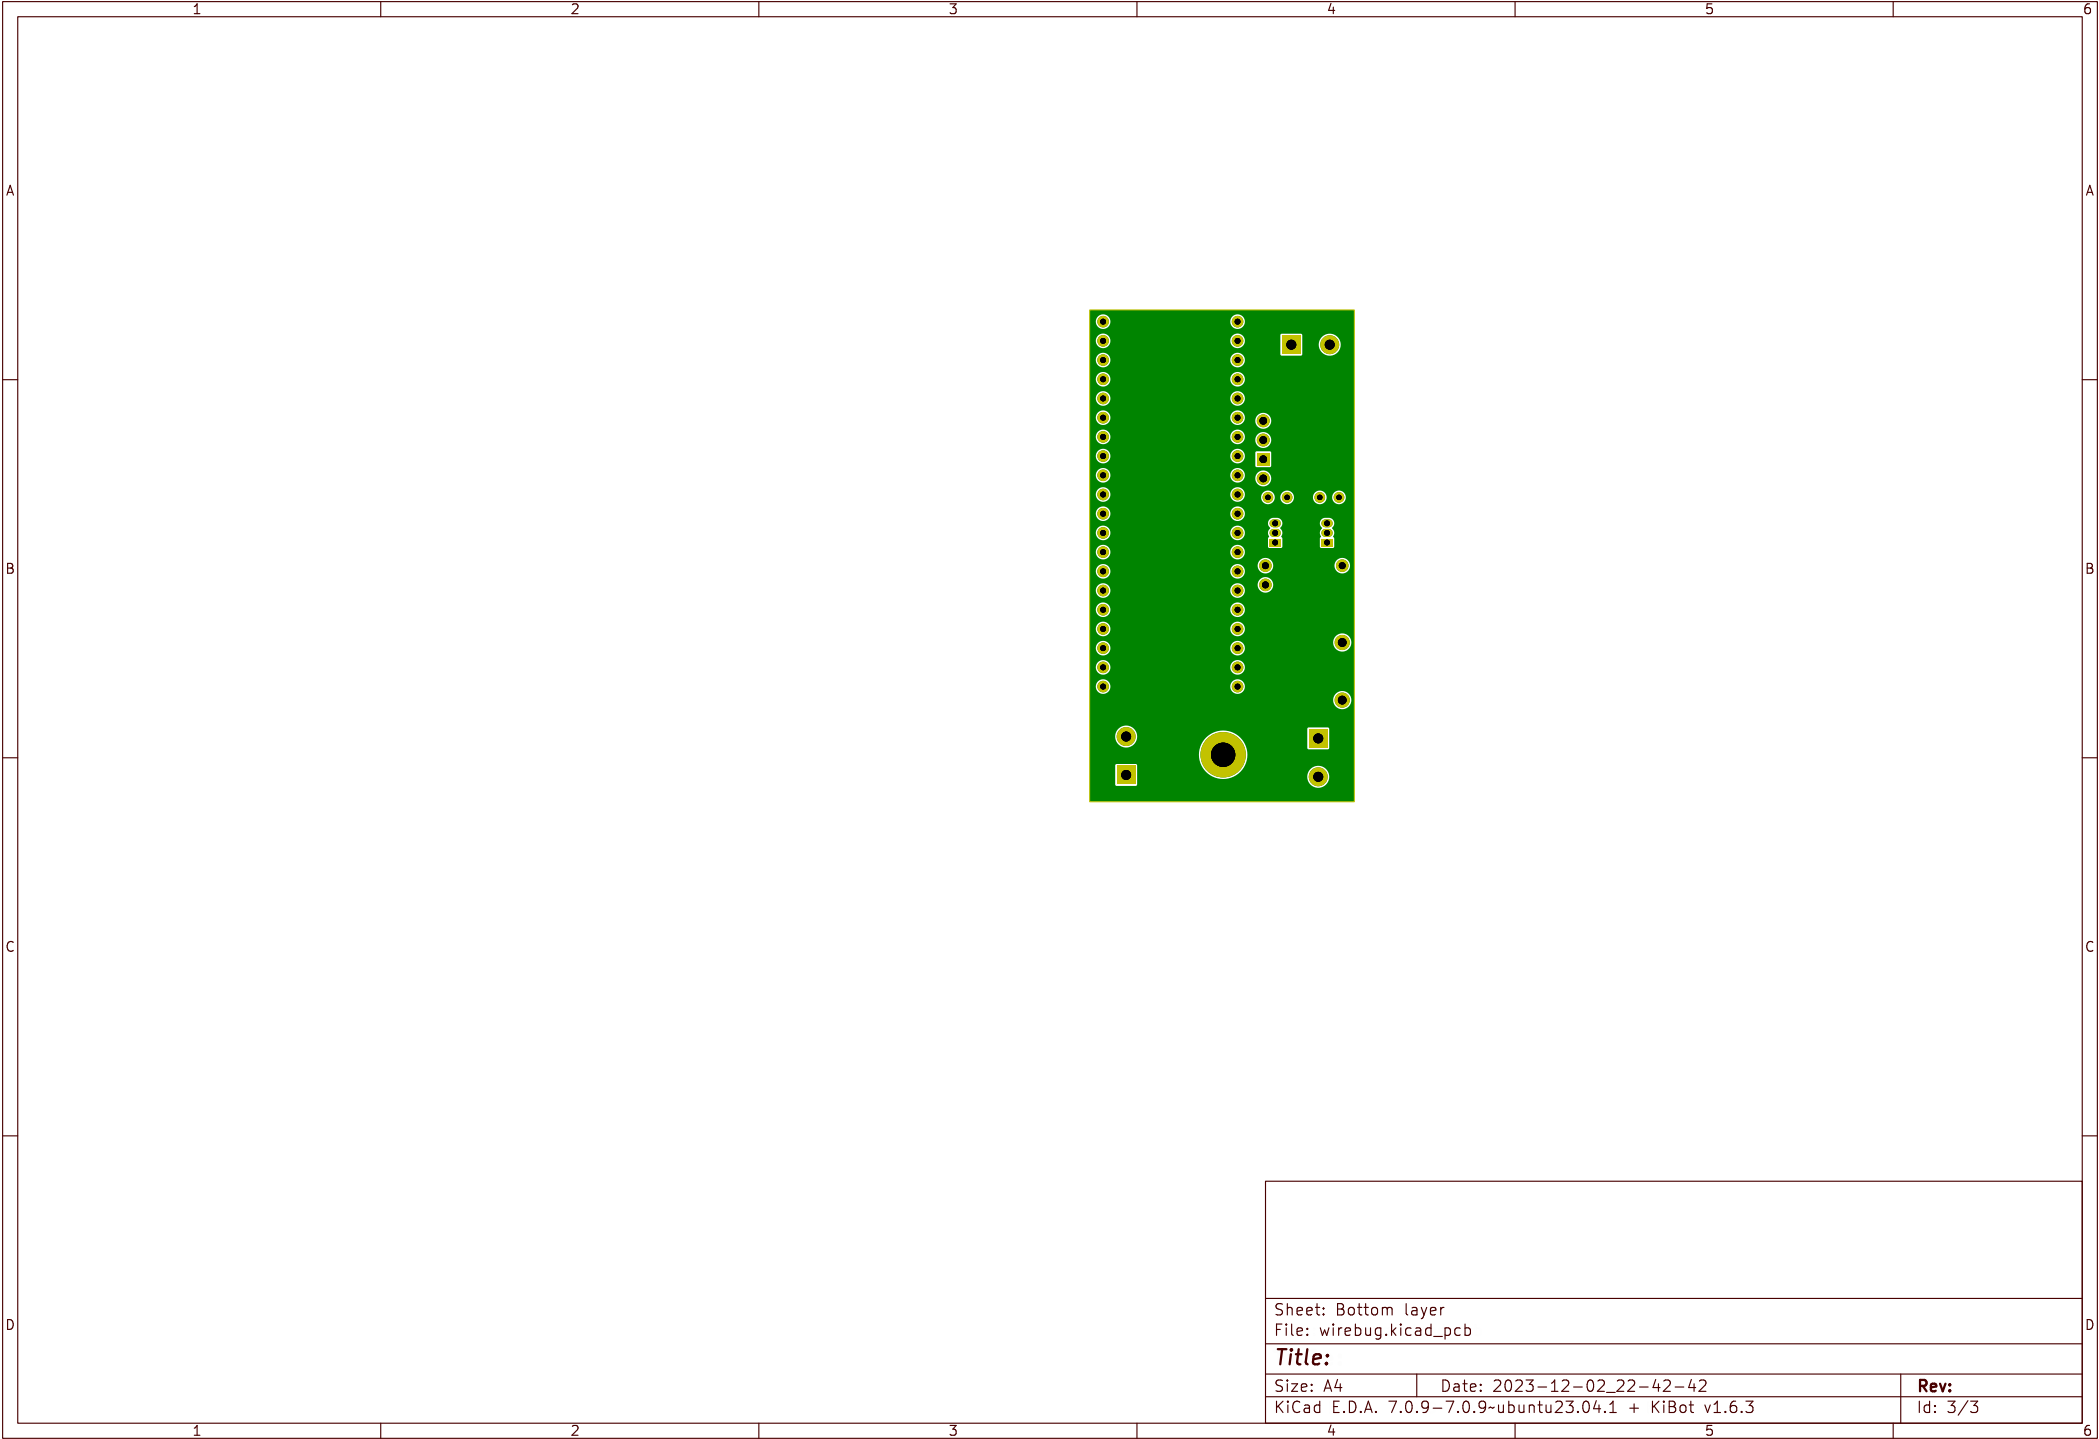 1 2 3 4 5 6
A A
B B
C C
D D
Sheet: Bottom layer
File: wirebug.kicad_pcb
Title:
Size: A4 Date: 2023-12-02_22-42-42 Rev:
KiCad E.D.A. 7.0.9-7.0.9~ubuntu23.04.1 + KiBot v1.6.3 Id: 3/3
1 2 3 4 5 6